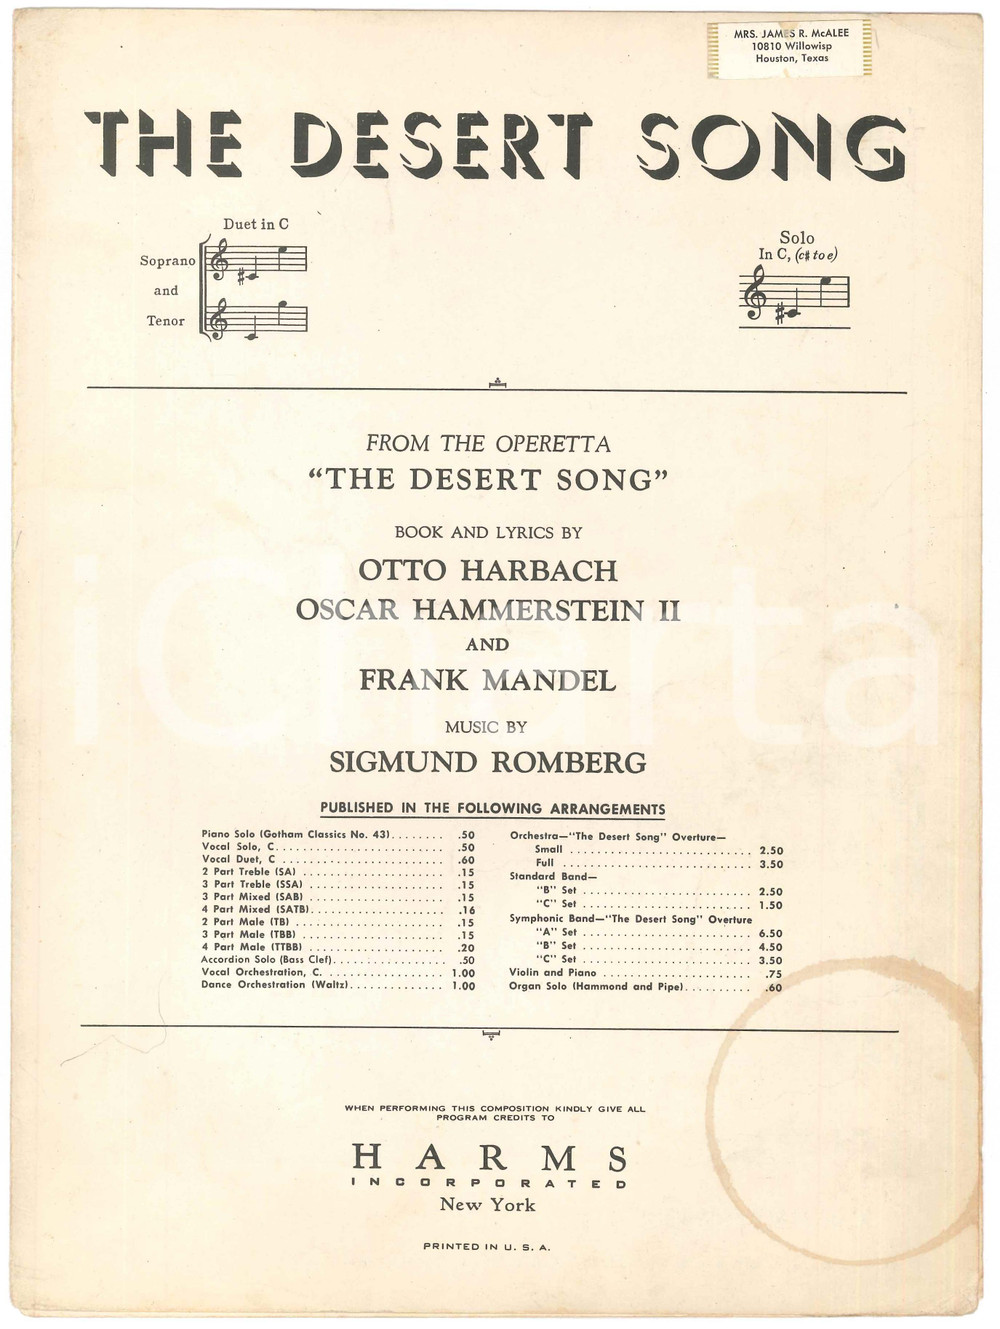 MRS. JAMES R. McALEE
10810 Willowisp
Houston, Texas
THE DESERT SONG
Duet in C
Soprano
and
Tenor
Solo
In C, (c♯ to e)
FROM THE OPERETTA
“THE DESERT SONG”
BOOK AND LYRICS BY
OTTO HARBACH
OSCAR HAMMERSTEIN II
AND
FRANK MANDEL
MUSIC BY
SIGMUND ROMBERG
iCharta
PUBLISHED IN THE FOLLOWING ARRANGEMENTS
Piano Solo (Gotham Classics No. 43)........ .50
Vocal Solo, C........................... .50
Vocal Duet, C .......................... .60
2 Part Treble (SA) ...................... .15
3 Part Treble (SSA) ..................... .15
3 Part Mixed (SAB) ..................... .15
4 Part Mixed (SATB)..................... .16
2 Part Male (TB) ....................... .15
3 Part Male (TBB) ...................... .15
4 Part Male (TTBB) ..................... .20
Accordion Solo (Bass Clef)................. .50
Vocal Orchestration, C. ................... 1.00
Dance Orchestration (Waltz).............. 1.00
Orchestra—"The Desert Song" Overture—
Small ............................ 2.50
Full ............................. 3.50
Standard Band—
"B" Set .......................... 2.50
"C" Set .......................... 1.50
Symphonic Band—"The Desert Song" Overture
"A" Set .......................... 6.50
"B" Set .......................... 4.50
"C" Set .......................... 3.50
Violin and Piano ....................... .75
Organ Solo (Hammond and Pipe).......... .60
WHEN PERFORMING THIS COMPOSITION KINDLY GIVE ALL
PROGRAM CREDITS TO
HARMS
INCORPORATED
New York
PRINTED IN U. S. A.